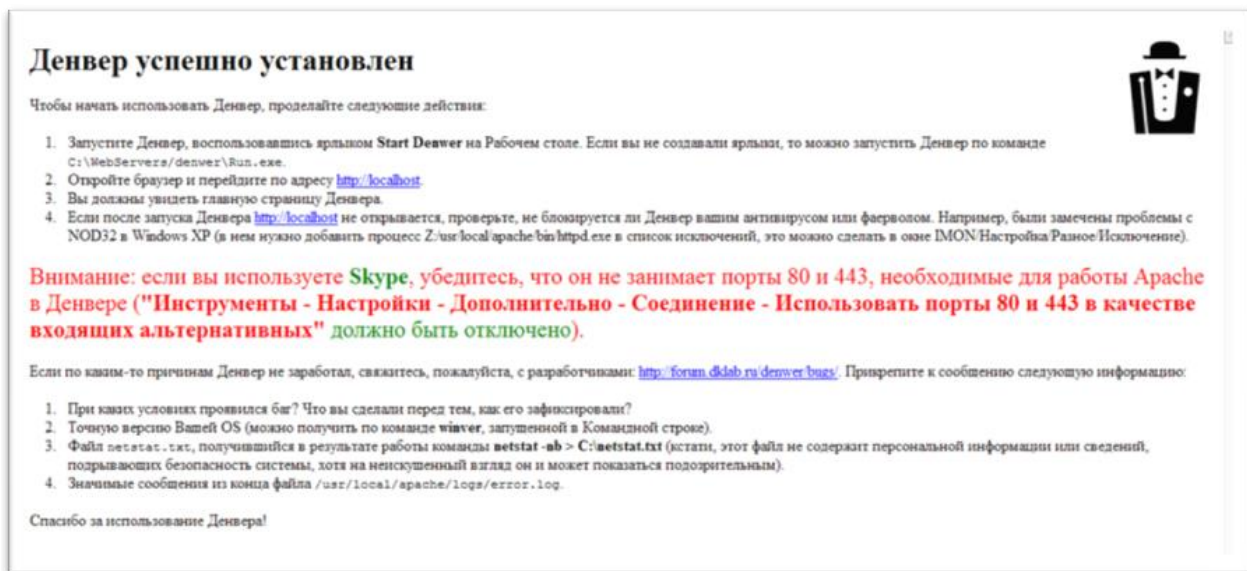 Денвер успешно установлен
Чтобы начать использовать Денвер, проделайте следующие действия:
1. Запустите Денвер, воспользовавшись ярлыком Start Denwer на Рабочем столе. Если вы не создавали ярлыки, то можно запустить Денвер по команде
C:\WebServers/denwer\Run.exe.
2. Откройте браузер и перейдите по адресу http://localhost.
3. Вы должны увидеть главную страницу Денвера.
4. Если после запуска Денвера http://localhost не открывается, проверьте, не блокируется ли Денвер вашим антивирусом или фаерволом. Например, были замечены проблемы с
NOD32 в Windows XP (в нем нужно добавить процесс Z:/usr/local/apache/bin/httpd.exe в список исключений, это можно сделать в окне IMON/Настройка/Разное/Исключение).
Внимание: если вы используете Skype, убедитесь, что он не занимает порты 80 и 443, необходимые для работы Apache
в Денвере ("Инструменты - Настройки - Дополнительно - Соединение - Использовать порты 80 и 443 в качестве
входящих альтернативных" должно быть отключено).
Если по каким-то причинам Денвер не заработал, свяжитесь, пожалуйста, с разработчиками: http://forum.dklab.ru/denwer/bugs/. Прикрепите к сообщению следующую информацию:
1. При каких условиях проявился баг? Что вы сделали перед тем, как его зафиксировали?
2. Точную версию Вашей OS (можно получить по команде winver, запущенной в Командной строке).
3. Файл netstat.txt, получившийся в результате работы команды netstat -nb > C:\netstat.txt (кстати, этот файл не содержит персональной информации или сведений,
подрывающих безопасность системы, хотя на неискушенный взгляд он и может показаться подозрительным).
4. Значимые сообщения из конца файла /usr/local/apache/logs/error.log.
Спасибо за использование Денвера!